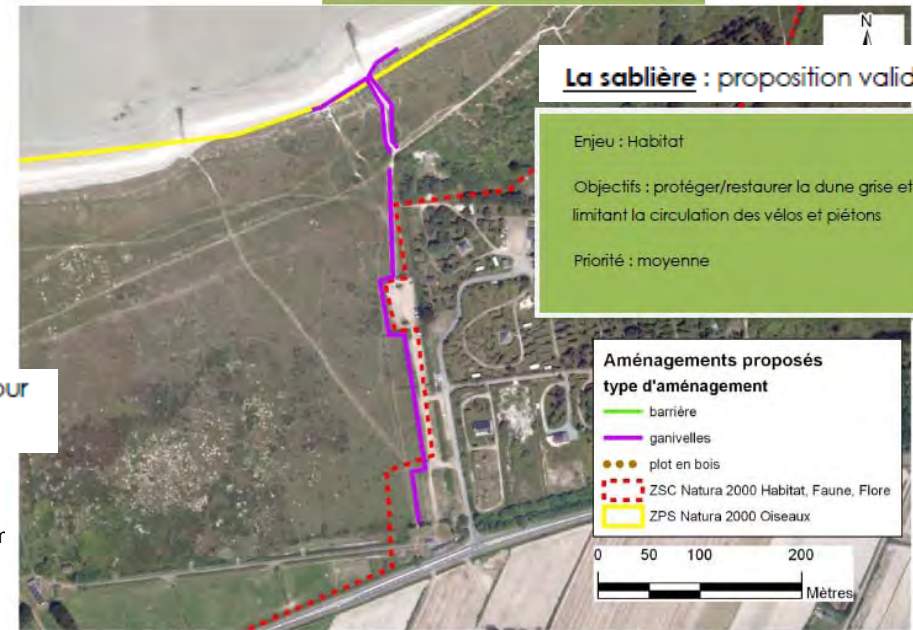 N
La sablière : proposition valid
Enjeu : Habitat
Objectifs : protéger/restaurer la dune grise et
limitant la circulation des vélos et piétons
Priorité : moyenne
our
r
Aménagements proposés
type d'aménagement
barrière
ganivelles
plot en bois
ZSC Natura 2000 Habitat, Faune, Flore
ZPS Natura 2000 Oiseaux
0 50 100 200
Mètres